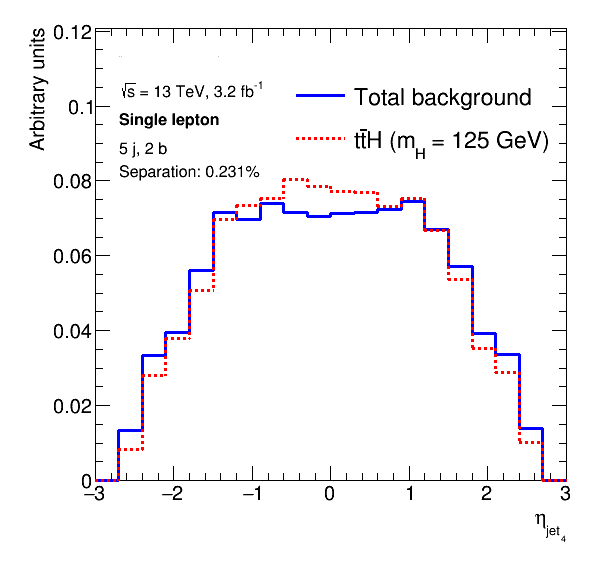 Arbitrary units
0.12
0.1
0.08
0.06
0.04
0.02
0
√s = 13 TeV, 3.2 fb⁻¹
Single lepton
5 j, 2 b
Separation: 0.231%
Total background
tt̄H (m_H = 125 GeV)
−3 −2 −1 0 1 2 3
η_jet_4